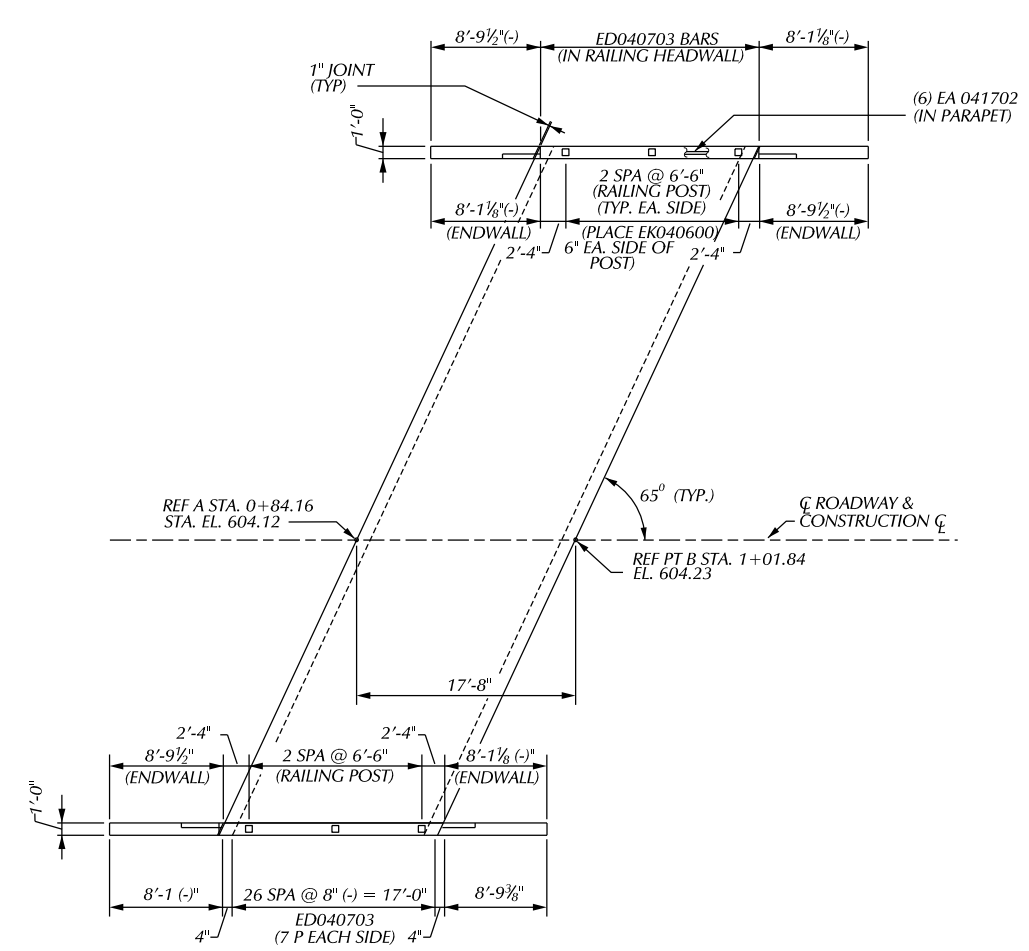 8'-9½"(-)
ED040703 BARS
(IN RAILING HEADWALL)
8'-1⅛"(-)
1" JOINT
(TYP)
(6) EA 041702
(IN PARAPET)
1'-0"
2 SPA @ 6'-6"
(RAILING POST)
(TYP. EA. SIDE)
8'-1⅛"(-)
(ENDWALL)
(PLACE EK040600)
6" EA. SIDE OF
POST)
8'-9½"(-)
(ENDWALL)
2'-4"
2'-4"
65⁰ (TYP.)
REF A STA. 0+84.16
STA. EL. 604.12
℄ ROADWAY &
CONSTRUCTION ℄
REF PT B STA. 1+01.84
EL. 604.23
17'-8"
2'-4"
2'-4"
8'-9½"
(ENDWALL)
2 SPA @ 6'-6"
(RAILING POST)
8'-1⅛ (-)"
(ENDWALL)
1'-0"
8'-1 (-)"
26 SPA @ 8" (-) = 17'-0"
8'-9⅜"
ED040703
(7 P EACH SIDE)
4"
4"